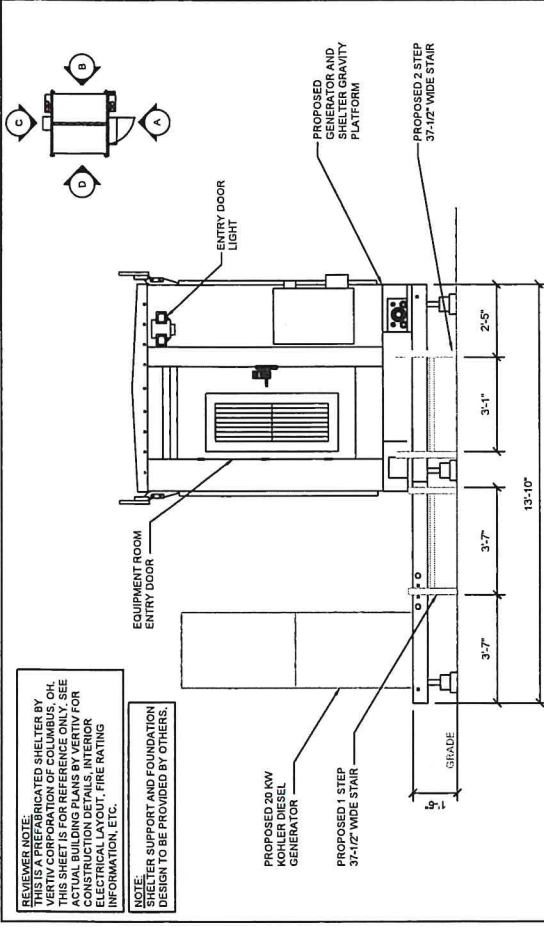 REVIEWER NOTE:
THIS IS A PREFABRICATED SHELTER BY
VERTIV CORPORATION OF COLUMBUS, OH.
THIS SHEET IS FOR REFERENCE ONLY. SEE
ACTUAL BUILDING PLANS BY VERTIV FOR
CONSTRUCTION DETAILS, INTERIOR
ELECTRICAL LAYOUT, FIRE RATING
INFORMATION, ETC.
NOTE:
SHELTER SUPPORT AND FOUNDATION
DESIGN TO BE PROVIDED BY OTHERS.
C
B
D
A
ENTRY DOOR
LIGHT
EQUIPMENT ROOM
ENTRY DOOR
PROPOSED
GENERATOR AND
SHELTER GRAVITY
PLATFORM
PROPOSED 20 KW
KOHLER DIESEL
GENERATOR
PROPOSED 1 STEP
37-1/2" WIDE STAIR
PROPOSED 2 STEP
37-1/2" WIDE STAIR
1'-6"
GRADE
3'-7"
3'-7"
3'-1"
2'-5"
13'-10"